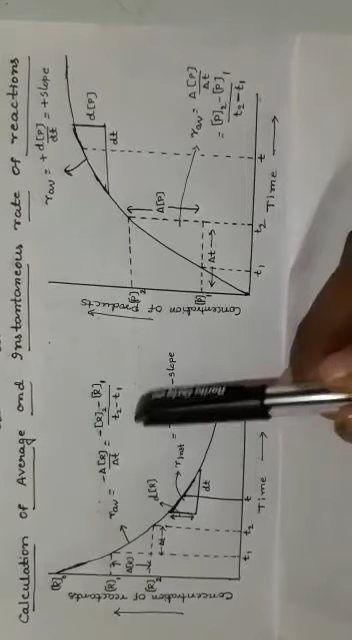 Calculation of Average and Instantaneous rate of reactions
Concentration of reactants
[R]₀
[R]₁
[R]₂
Δ[R]
Δt
r_av = -Δ[R]/Δt = -[R]₂-[R]₁/t₂-t₁
d[R]
r_inst
dt
= -slope
t₁ t₂ t
Time
Concentration of products
[P]₂
[P]₁
Δ[P]
Δt
r_av = +d[P]/dt = +slope
d[P]
dt
r_av = Δ[P]/Δt
= [P]₂-[P]₁/t₂-t₁
t₁ t₂ t
Time